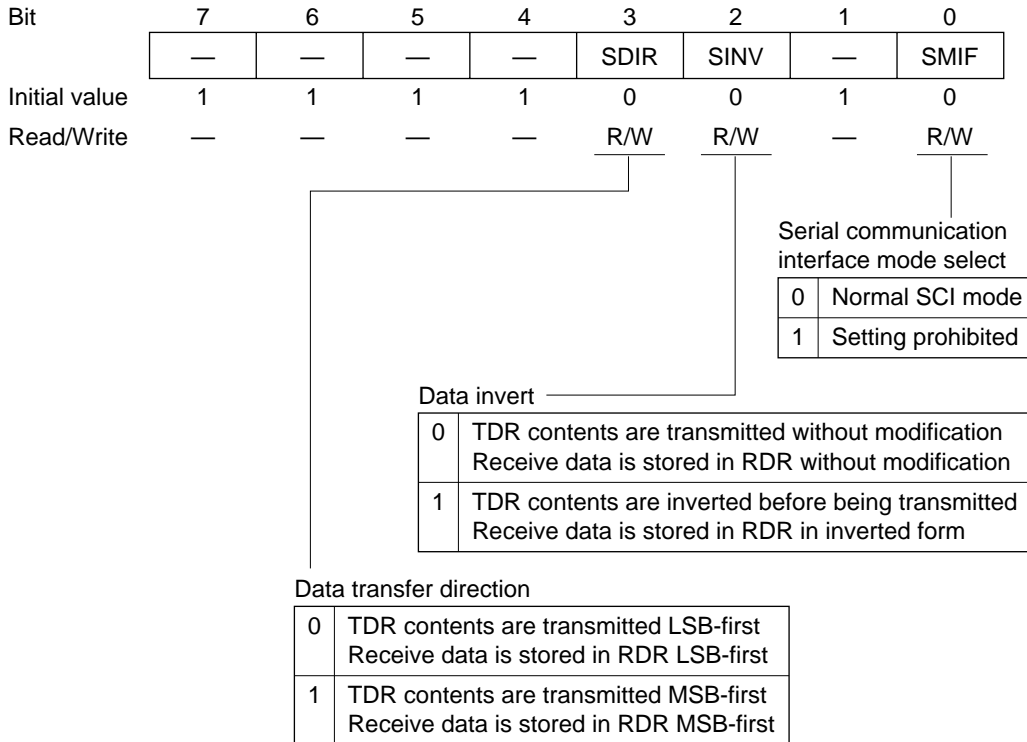 Bit 7 6 5 4 3 2 1 0
— — — — SDIR SINV — SMIF
Initial value 1 1 1 1 0 0 1 0
Read/Write — — — — R/W R/W — R/W
Serial communication
interface mode select
0 Normal SCI mode
1 Setting prohibited
Data invert
0 TDR contents are transmitted without modification
Receive data is stored in RDR without modification
1 TDR contents are inverted before being transmitted
Receive data is stored in RDR in inverted form
Data transfer direction
0 TDR contents are transmitted LSB-first
Receive data is stored in RDR LSB-first
1 TDR contents are transmitted MSB-first
Receive data is stored in RDR MSB-first